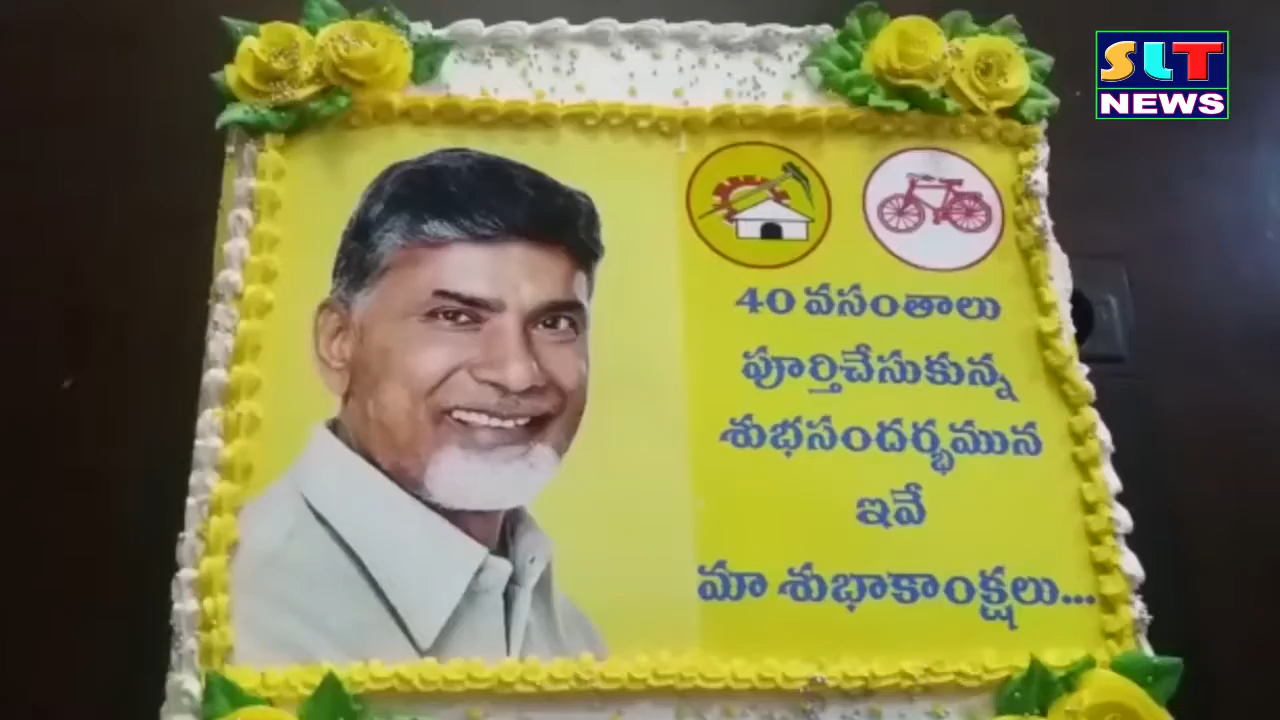 SLT
NEWS
40 వసంతాలు
పూర్తిచేసుకున్న
శుభసందర్భమున
ఇవే
మా శుభాకాంక్షలు...